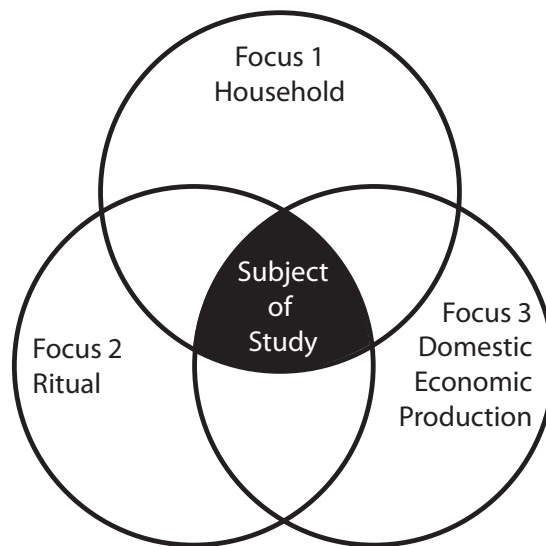 Focus 1
Household
Subject
of
Study
Focus 2
Ritual
Focus 3
Domestic
Economic
Production